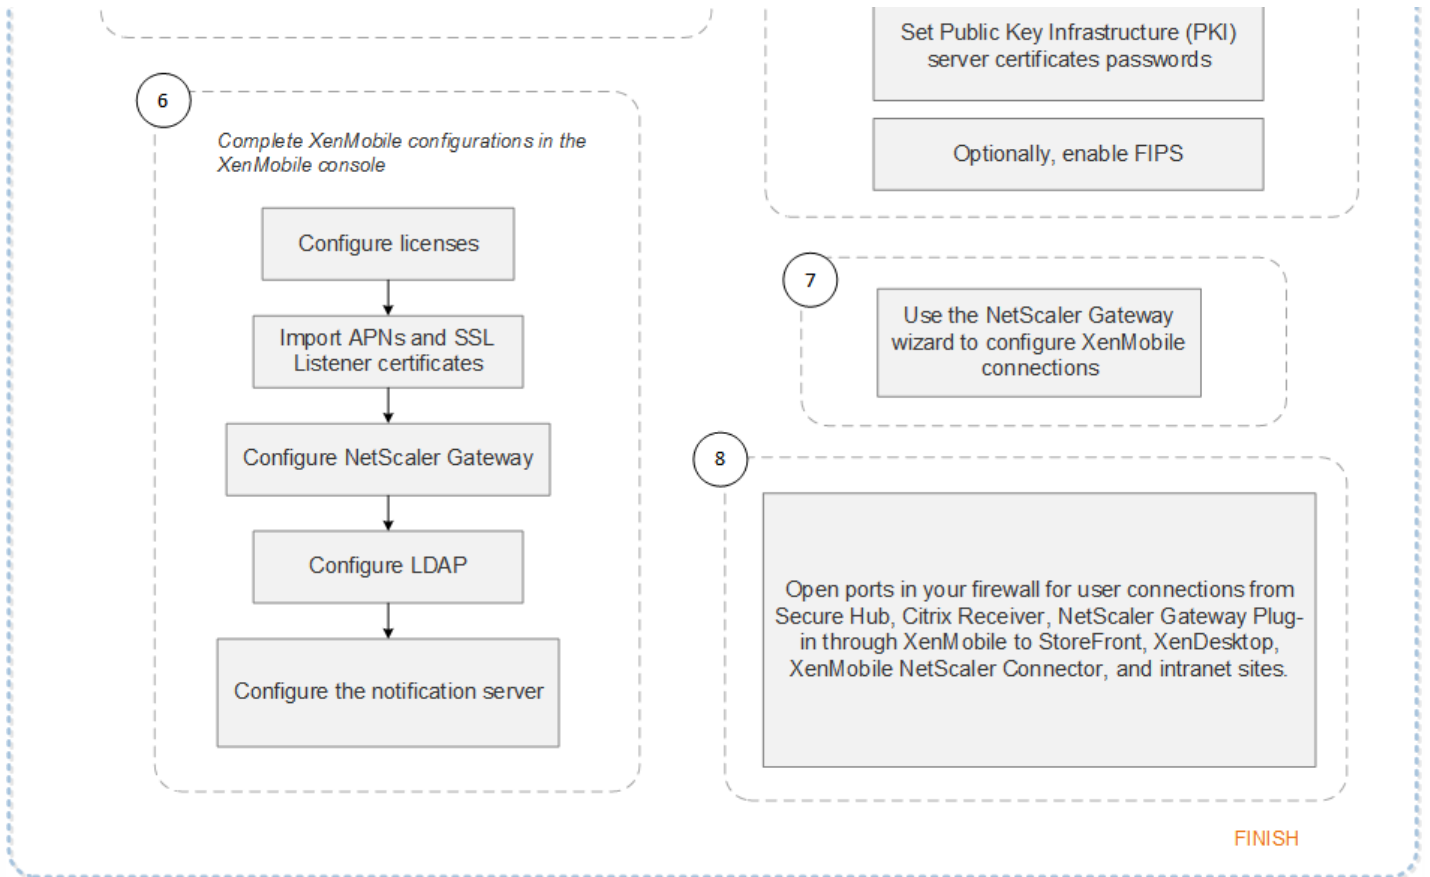 Set Public Key Infrastructure (PKI)
server certificates passwords
Optionally, enable FIPS
6
Complete XenMobile configurations in the
XenMobile console
Configure licenses
Import APNs and SSL
Listener certificates
Configure NetScaler Gateway
Configure LDAP
Configure the notification server
7
Use the NetScaler Gateway
wizard to configure XenMobile
connections
8
Open ports in your firewall for user connections from
Secure Hub, Citrix Receiver, NetScaler Gateway Plug-
in through XenMobile to StoreFront, XenDesktop,
XenMobile NetScaler Connector, and intranet sites.
FINISH